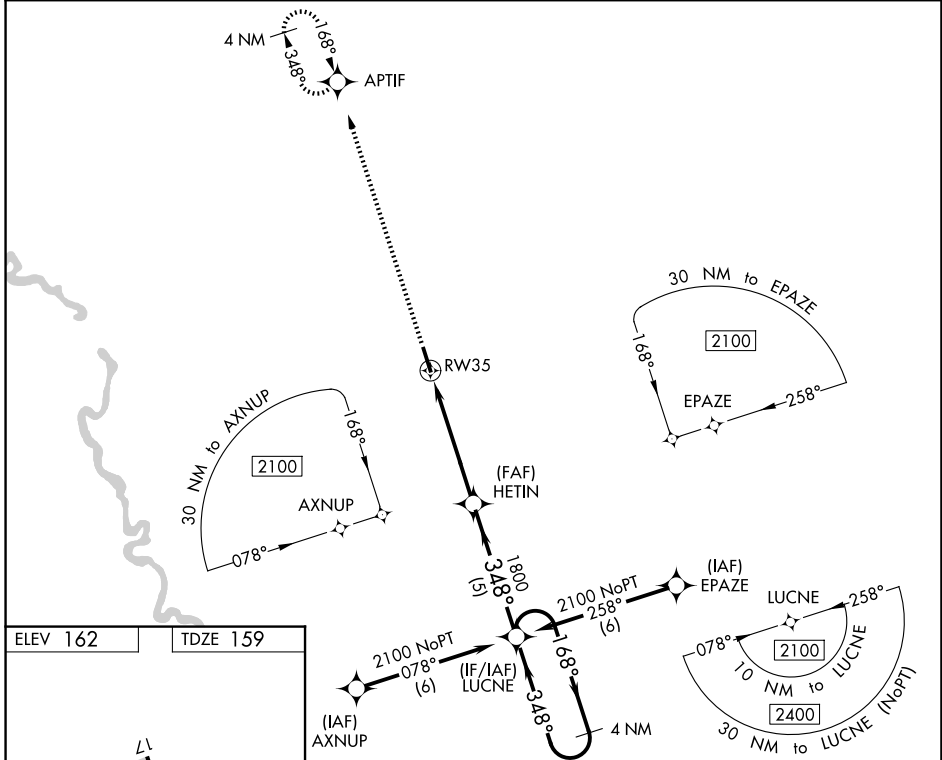 4 NM
168°
348°
APTIF
RW35
30 NM to EPAZE
2100
168°
EPAZE
258°
30 NM to AXNUP
2100
168°
AXNUP
078°
(FAF)
HETIN
1800
348°
(5)
(IAF)
EPAZE
2100 NoPT
258°
(6)
2100 NoPT
078°
(6)
(IF/IAF)
LUCNE
168°
348°
4 NM
(IAF)
AXNUP
LUCNE
258°
078°
2100
10 NM to LUCNE
2400
30 NM to LUCNE (NoPT)
ELEV 162
TDZE 159
17